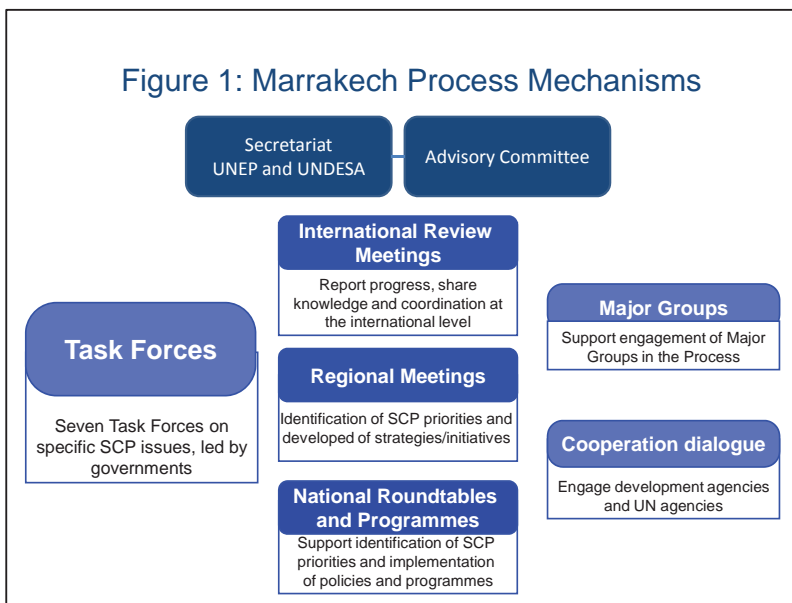 Figure 1: Marrakech Process Mechanisms
Secretariat
UNEP and UNDESA
Advisory Committee
International Review
Meetings
Report progress, share
knowledge and coordination at
the international level
Task Forces
Seven Task Forces on
specific SCP issues, led by
governments
Regional Meetings
Identification of SCP priorities and
developed of strategies/initiatives
National Roundtables
and Programmes
Support identification of SCP
priorities and implementation
of policies and programmes
Major Groups
Support engagement of Major
Groups in the Process
Cooperation dialogue
Engage development agencies
and UN agencies